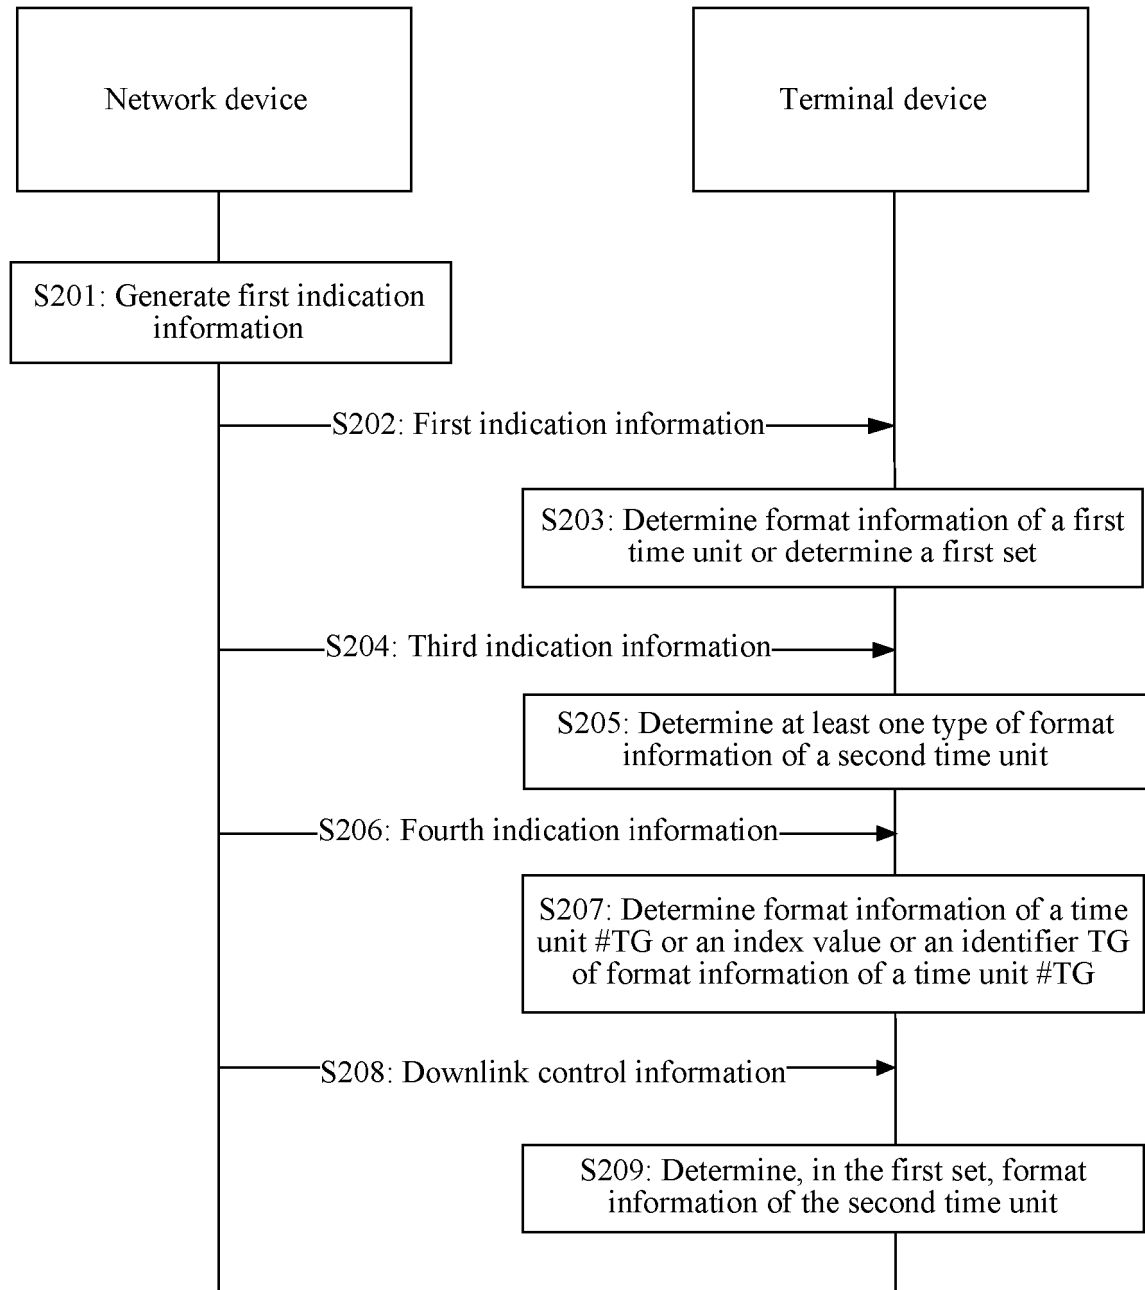 Network device
Terminal device
S201: Generate first indication
information
S202: First indication information
S203: Determine format information of a first
time unit or determine a first set
S204: Third indication information
S205: Determine at least one type of format
information of a second time unit
S206: Fourth indication information
S207: Determine format information of a time
unit #TG or an index value or an identifier TG
of format information of a time unit #TG
S208: Downlink control information
S209: Determine, in the first set, format
information of the second time unit